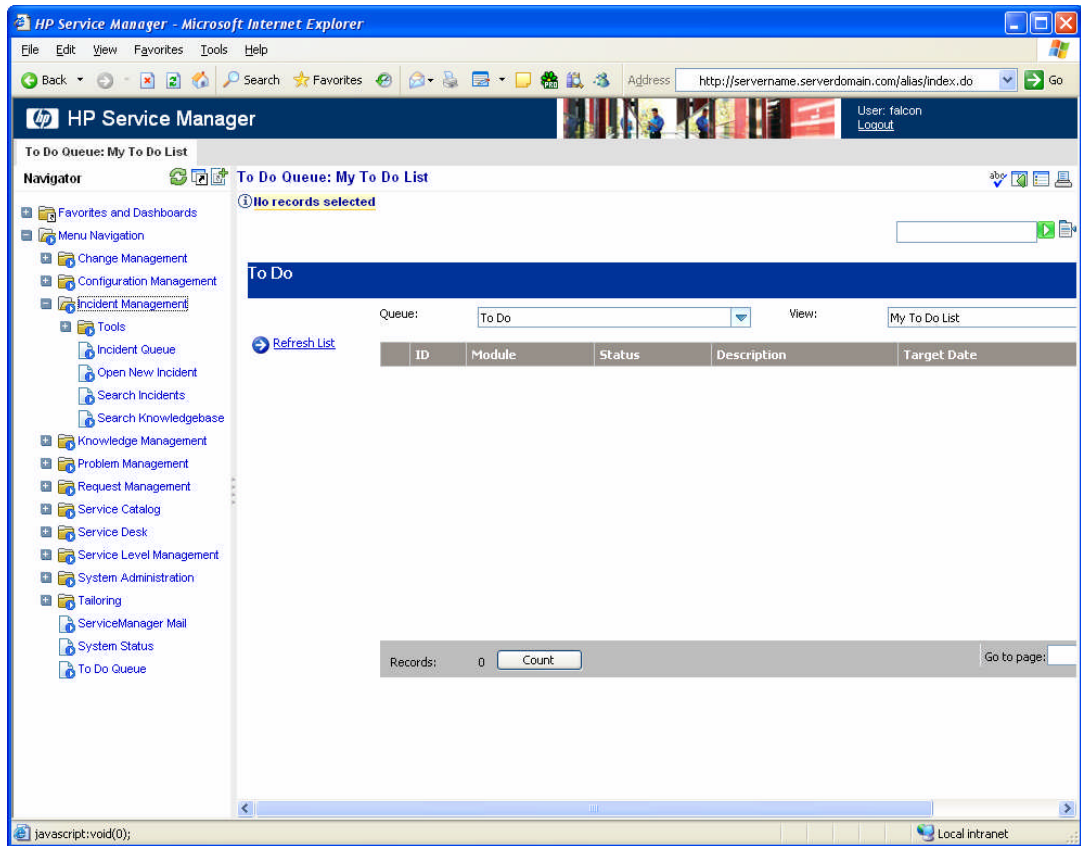 HP Service Manager - Microsoft Internet Explorer
File Edit View Favorites Tools Help
Back Search Favorites Address http://servername.serverdomain.com/alias/index.do Go
hp HP Service Manager
User: falcon
Logout
To Do Queue: My To Do List
Navigator
To Do Queue: My To Do List
No records selected
Favorites and Dashboards
Menu Navigation
Change Management
Configuration Management
Incident Management
Tools
Incident Queue
Open New Incident
Search Incidents
Search Knowledgebase
Knowledge Management
Problem Management
Request Management
Service Catalog
Service Desk
Service Level Management
System Administration
Tailoring
ServiceManager Mail
System Status
To Do Queue
To Do
Queue: To Do View: My To Do List
Refresh List
ID Module Status Description Target Date
Records: 0 Count Go to page:
javascript:void(0); Local intranet